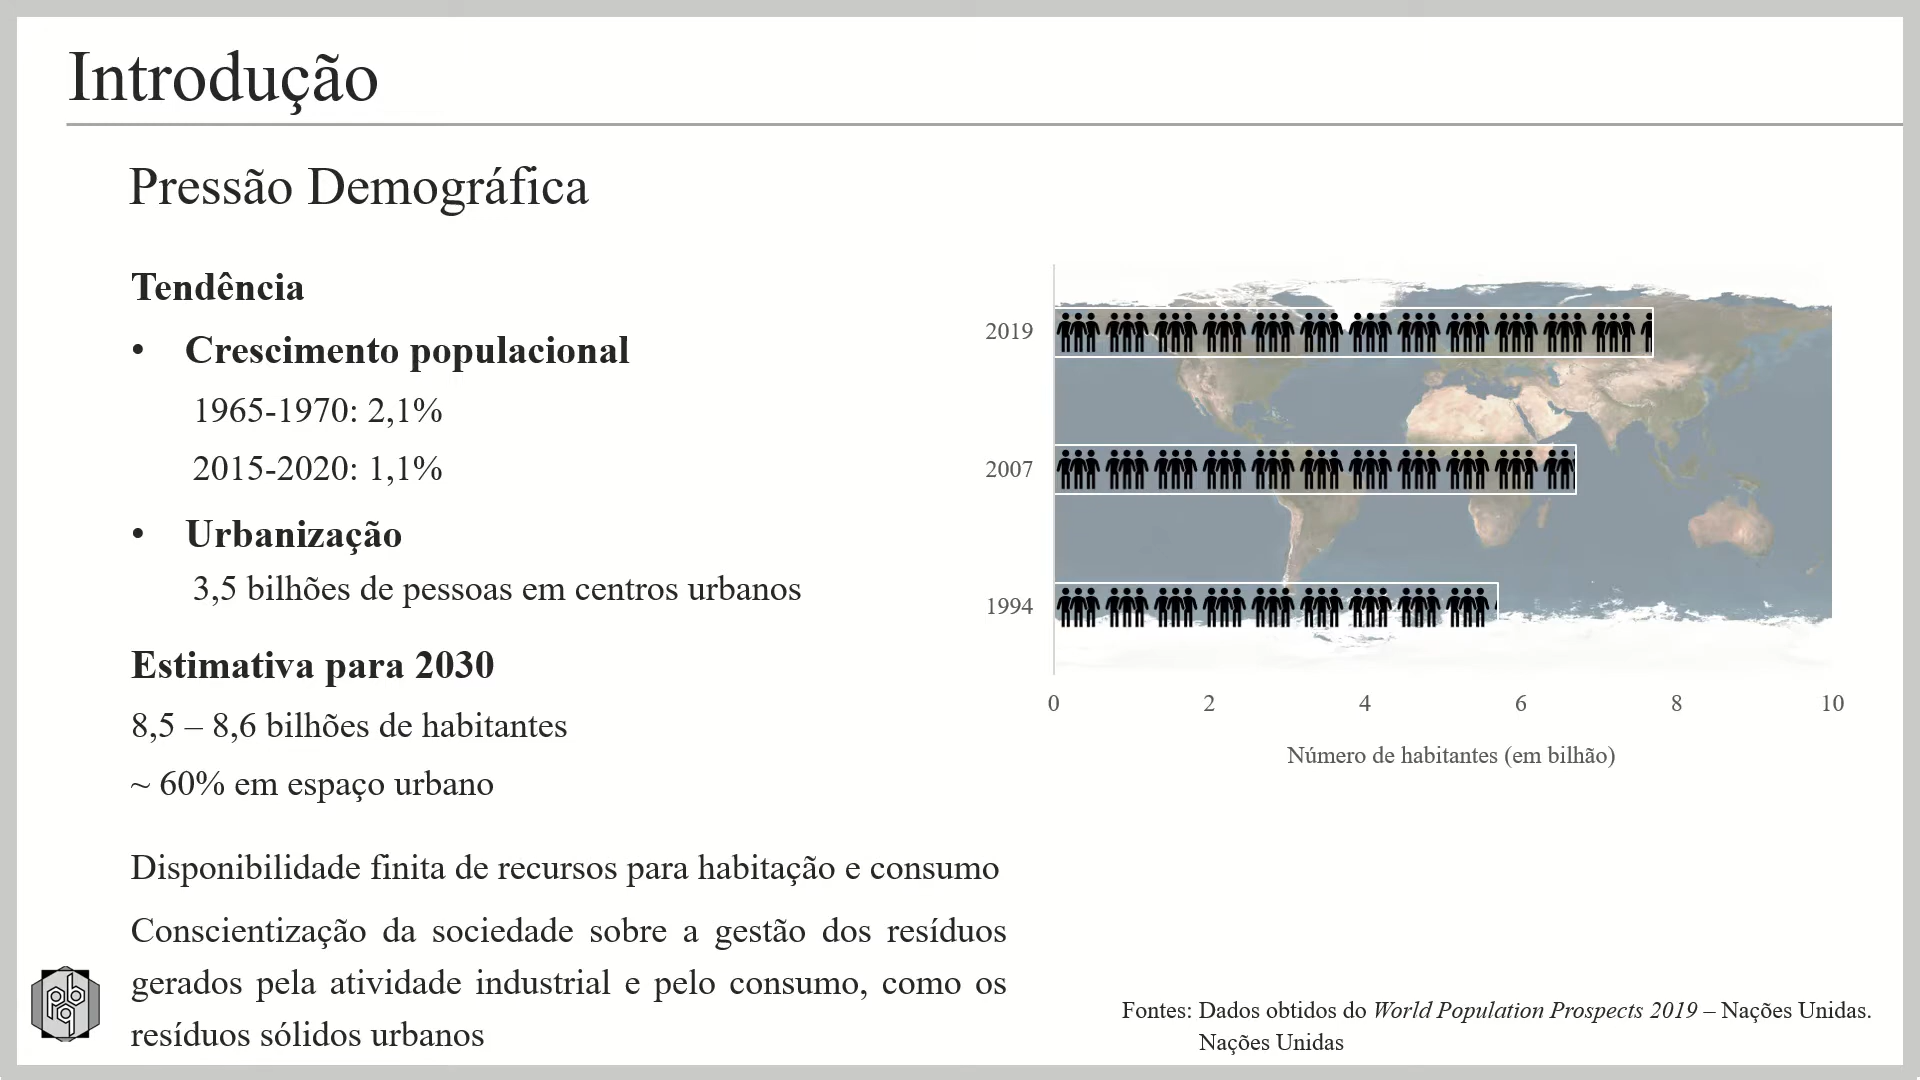 Introdução
Pressão Demográfica
Tendência
• Crescimento populacional
1965-1970: 2,1%
2015-2020: 1,1%
• Urbanização
3,5 bilhões de pessoas em centros urbanos
Estimativa para 2030
8,5 – 8,6 bilhões de habitantes
~ 60% em espaço urbano
Disponibilidade finita de recursos para habitação e consumo
Conscientização da sociedade sobre a gestão dos resíduos
gerados pela atividade industrial e pelo consumo, como os
resíduos sólidos urbanos
2019
2007
1994
0 2 4 6 8 10
Número de habitantes (em bilhão)
Fontes: Dados obtidos do World Population Prospects 2019 – Nações Unidas.
Nações Unidas